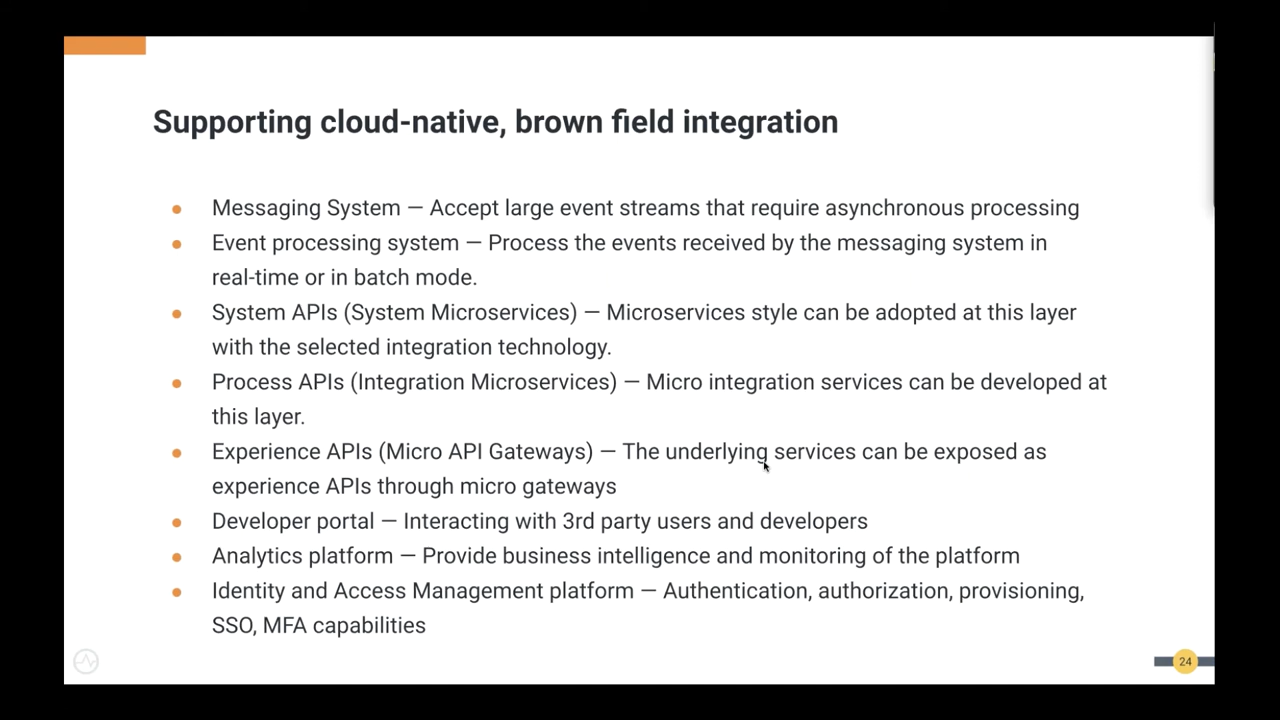 Supporting cloud-native, brown field integration
● Messaging System — Accept large event streams that require asynchronous processing
● Event processing system — Process the events received by the messaging system in
real-time or in batch mode.
● System APIs (System Microservices) — Microservices style can be adopted at this layer
with the selected integration technology.
● Process APIs (Integration Microservices) — Micro integration services can be developed at
this layer.
● Experience APIs (Micro API Gateways) — The underlying services can be exposed as
experience APIs through micro gateways
● Developer portal — Interacting with 3rd party users and developers
● Analytics platform — Provide business intelligence and monitoring of the platform
● Identity and Access Management platform — Authentication, authorization, provisioning,
SSO, MFA capabilities
24